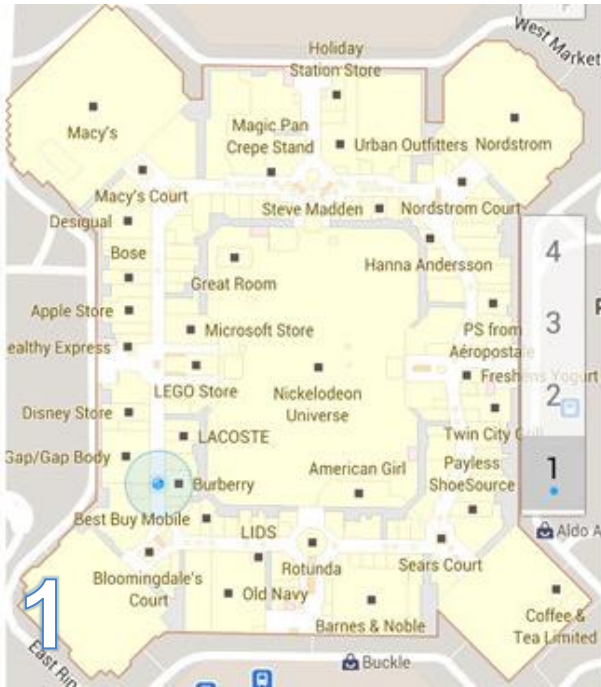 West Market
Holiday
Station Store
Macy's
Magic Pan
Crepe Stand
Urban Outfitters
Nordstrom
Macy's Court
Steve Madden
Nordstrom Court
Desigual
Bose
Hanna Andersson
4
Great Room
Apple Store
Microsoft Store
PS from
Aéropostale
3
ealthy Express
LEGO Store
Nickelodeon
Universe
Freshens Yogurt
2
Disney Store
LACOSTE
Twin City
Gap/Gap Body
American Girl
Payless
ShoeSource
1
Burberry
Best Buy Mobile
LIDS
Aldo A
Bloomingdale's
Court
Rotunda
Sears Court
1
Old Navy
Barnes & Noble
Coffee &
Tea Limited
East
Buckle